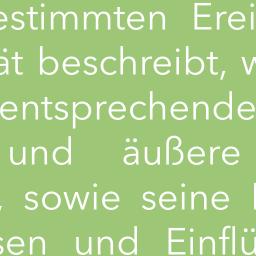 estimmten Erei
ät beschreibt, w
entsprechende
und äußere
, sowie seine
sen und Einflü